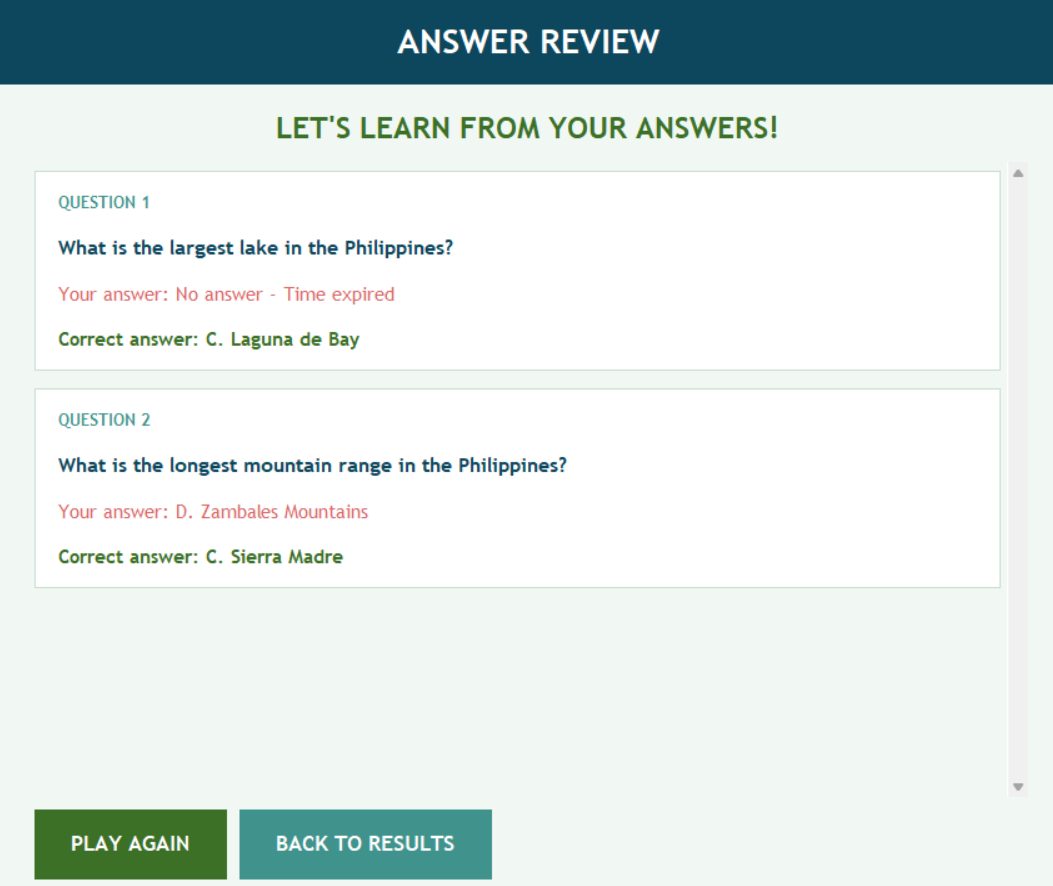 ANSWER REVIEW
LET'S LEARN FROM YOUR ANSWERS!
QUESTION 1
What is the largest lake in the Philippines?
Your answer: No answer - Time expired
Correct answer: C. Laguna de Bay
QUESTION 2
What is the longest mountain range in the Philippines?
Your answer: D. Zambales Mountains
Correct answer: C. Sierra Madre
PLAY AGAIN
BACK TO RESULTS